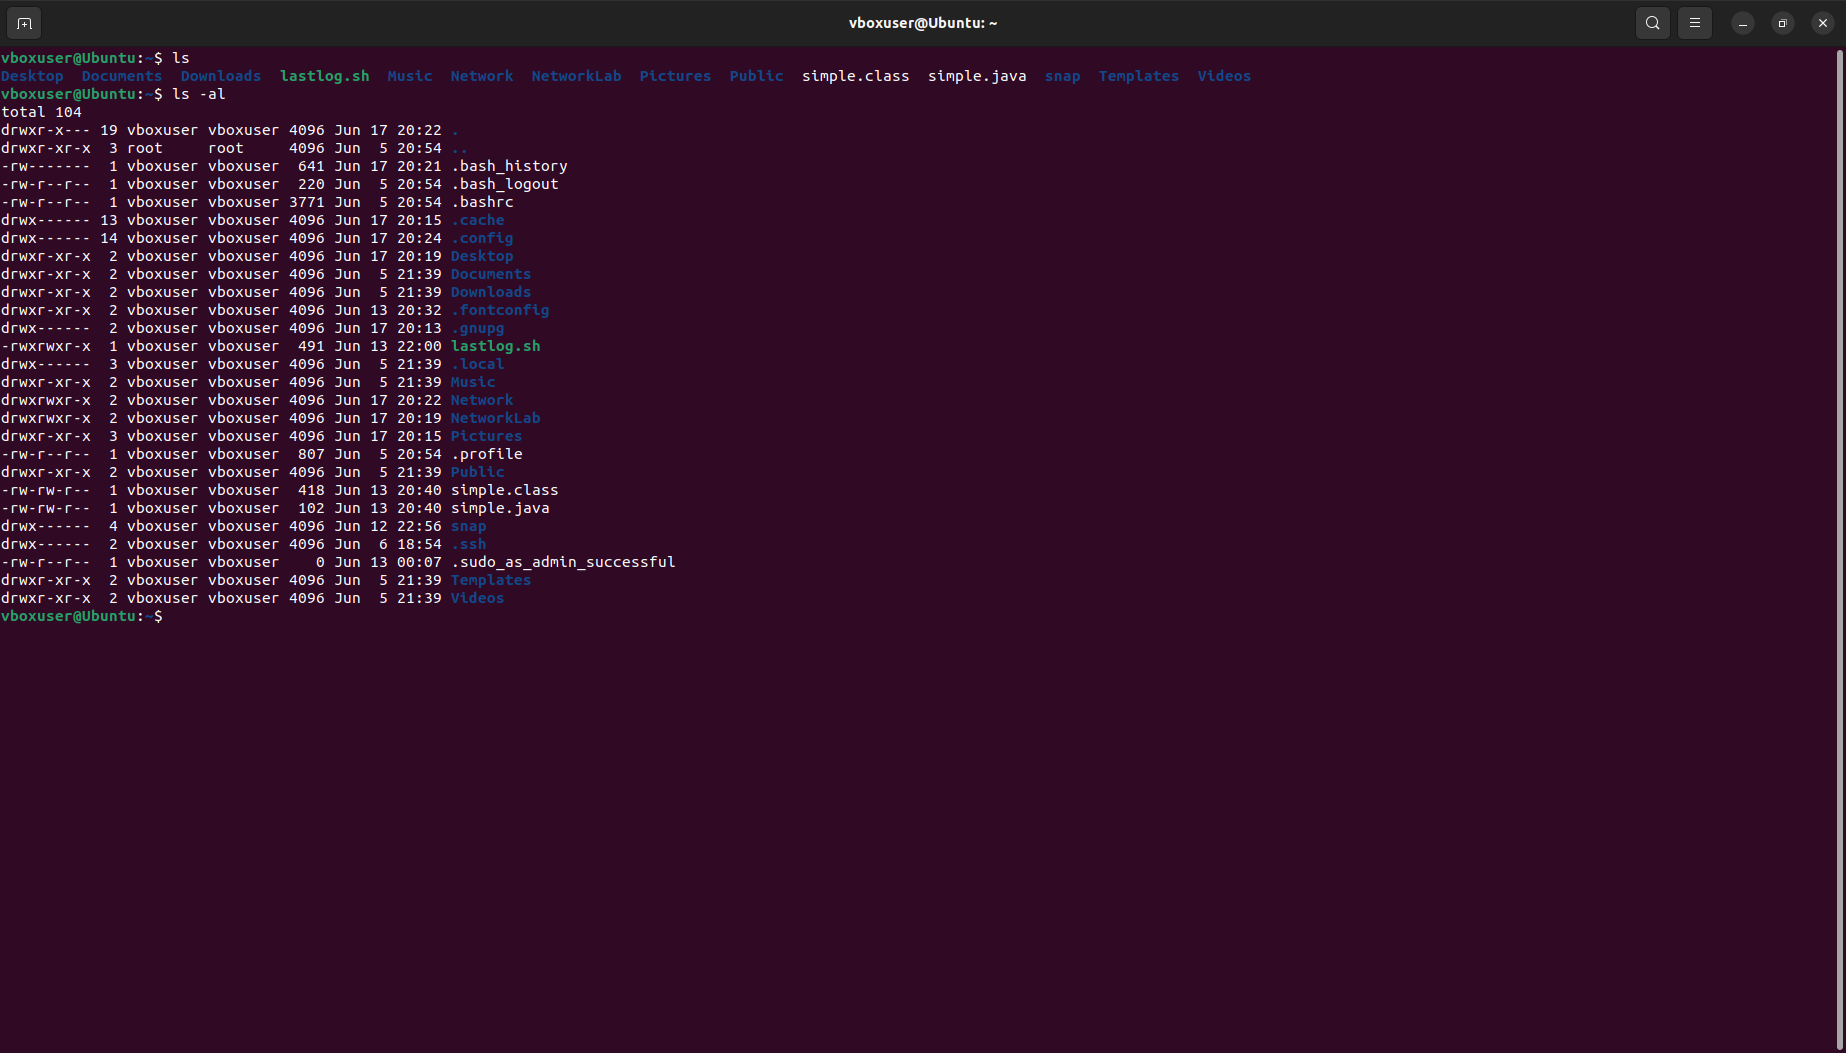 vboxuser@Ubuntu: ~
vboxuser@Ubuntu:~$ ls
Desktop  Documents  Downloads  lastlog.sh  Music  Network  NetworkLab  Pictures  Public  simple.class  simple.java  snap  Templates  Videos
vboxuser@Ubuntu:~$ ls -al
total 104
drwxr-x--- 19 vboxuser vboxuser 4096 Jun 17 20:22 .
drwxr-xr-x  3 root     root     4096 Jun  5 20:54 ..
-rw-------  1 vboxuser vboxuser  641 Jun 17 20:21 .bash_history
-rw-r--r--  1 vboxuser vboxuser  220 Jun  5 20:54 .bash_logout
-rw-r--r--  1 vboxuser vboxuser 3771 Jun  5 20:54 .bashrc
drwx------ 13 vboxuser vboxuser 4096 Jun 17 20:15 .cache
drwx------ 14 vboxuser vboxuser 4096 Jun 17 20:24 .config
drwxr-xr-x  2 vboxuser vboxuser 4096 Jun 17 20:19 Desktop
drwxr-xr-x  2 vboxuser vboxuser 4096 Jun  5 21:39 Documents
drwxr-xr-x  2 vboxuser vboxuser 4096 Jun  5 21:39 Downloads
drwxr-xr-x  2 vboxuser vboxuser 4096 Jun 13 20:32 .fontconfig
drwx------  2 vboxuser vboxuser 4096 Jun 17 20:13 .gnupg
-rwxrwxr-x  1 vboxuser vboxuser  491 Jun 13 22:00 lastlog.sh
drwx------  3 vboxuser vboxuser 4096 Jun  5 21:39 .local
drwxr-xr-x  2 vboxuser vboxuser 4096 Jun  5 21:39 Music
drwxrwxr-x  2 vboxuser vboxuser 4096 Jun 17 20:22 Network
drwxrwxr-x  2 vboxuser vboxuser 4096 Jun 17 20:19 NetworkLab
drwxr-xr-x  3 vboxuser vboxuser 4096 Jun 17 20:15 Pictures
-rw-r--r--  1 vboxuser vboxuser  807 Jun  5 20:54 .profile
drwxr-xr-x  2 vboxuser vboxuser 4096 Jun  5 21:39 Public
-rw-rw-r--  1 vboxuser vboxuser  418 Jun 13 20:40 simple.class
-rw-rw-r--  1 vboxuser vboxuser  102 Jun 13 20:40 simple.java
drwx------  4 vboxuser vboxuser 4096 Jun 12 22:56 snap
drwx------  2 vboxuser vboxuser 4096 Jun  6 18:54 .ssh
-rw-r--r--  1 vboxuser vboxuser    0 Jun 13 00:07 .sudo_as_admin_successful
drwxr-xr-x  2 vboxuser vboxuser 4096 Jun  5 21:39 Templates
drwxr-xr-x  2 vboxuser vboxuser 4096 Jun  5 21:39 Videos
vboxuser@Ubuntu:~$